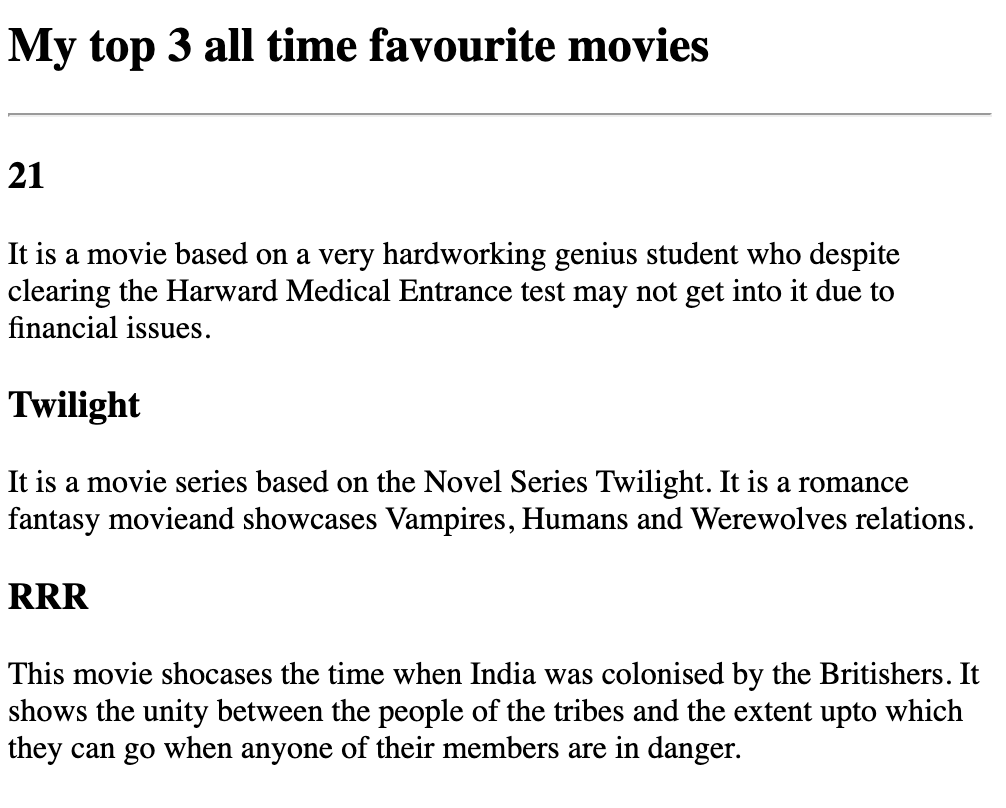 My top 3 all time favourite movies
21
It is a movie based on a very hardworking genius student who despite
clearing the Harward Medical Entrance test may not get into it due to
financial issues.
Twilight
It is a movie series based on the Novel Series Twilight. It is a romance
fantasy movieand showcases Vampires, Humans and Werewolves relations.
RRR
This movie shocases the time when India was colonised by the Britishers. It
shows the unity between the people of the tribes and the extent upto which
they can go when anyone of their members are in danger.